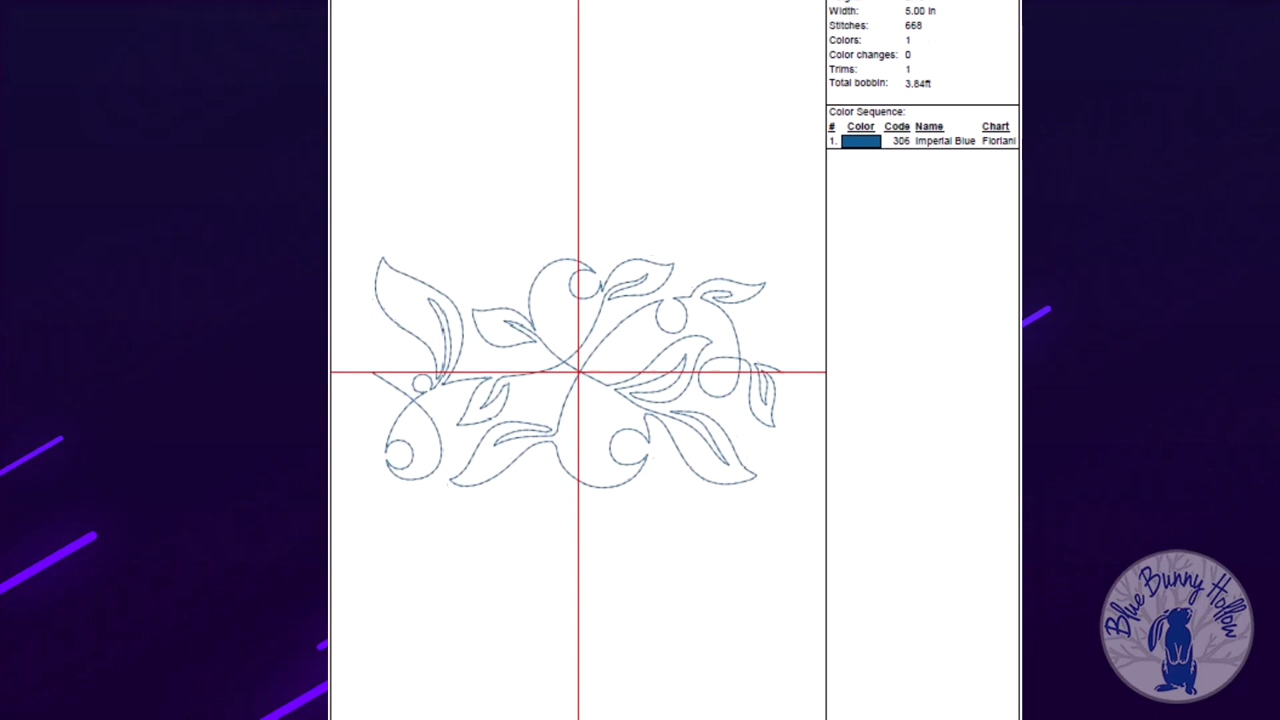 Width: 5.00 in
Stitches: 668
Colors: 1
Color changes: 0
Trims: 1
Total bobbin: 3.84ft
Color Sequence:
# Color Code Name Chart
1. 306 Imperial Blue Floriani
Blue Bunny Hollow